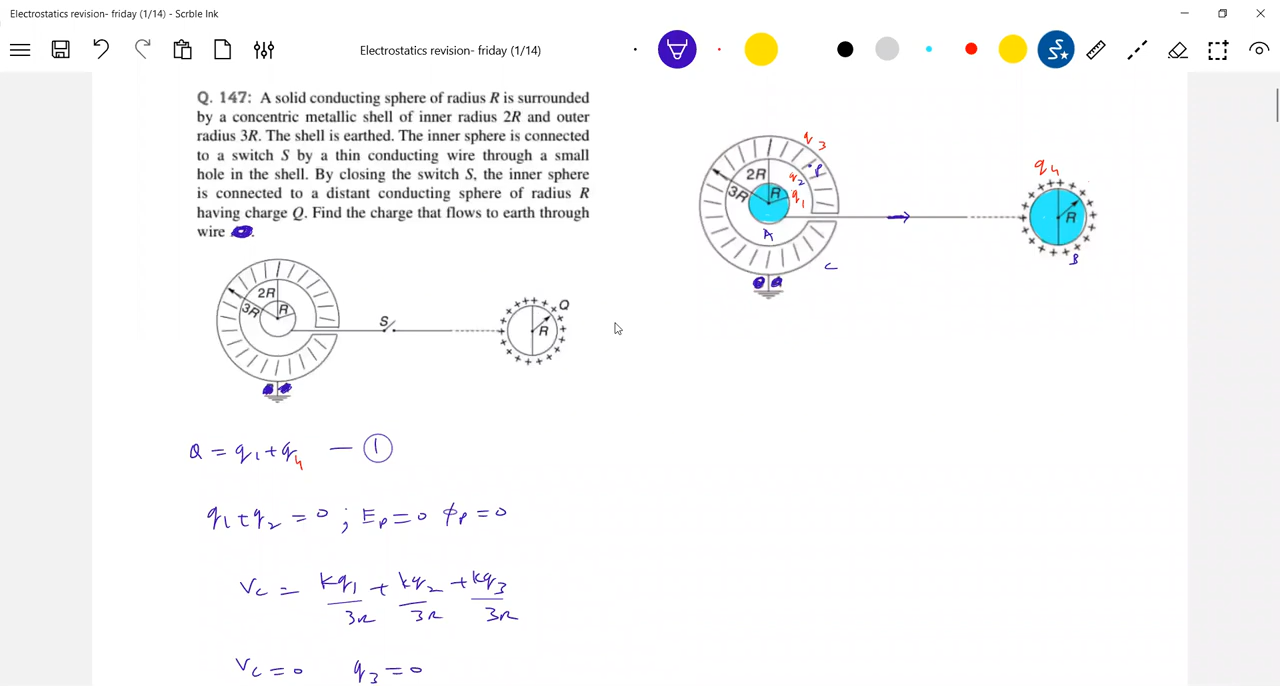 Electrostatics revision- friday (1/14) - Scrble Ink
Electrostatics revision- friday (1/14)
Q. 147: A solid conducting sphere of radius R is surrounded
by a concentric metallic shell of inner radius 2R and outer
radius 3R. The shell is earthed. The inner sphere is connected
to a switch S by a thin conducting wire through a small
hole in the shell. By closing the switch S, the inner sphere
is connected to a distant conducting sphere of radius R
having charge Q. Find the charge that flows to earth through
wire
2R
3R
R
S
Q
R
q3
2R
3R
R
q2
P
q1
A
C
q4
R
B
Q = q1 + q4 — ①
q1 + q2 = 0 ; Ep = 0 ϕp = 0
Vc = kq1/3R + kq2/3R + kq3/3R
Vc = 0 q3 = 0